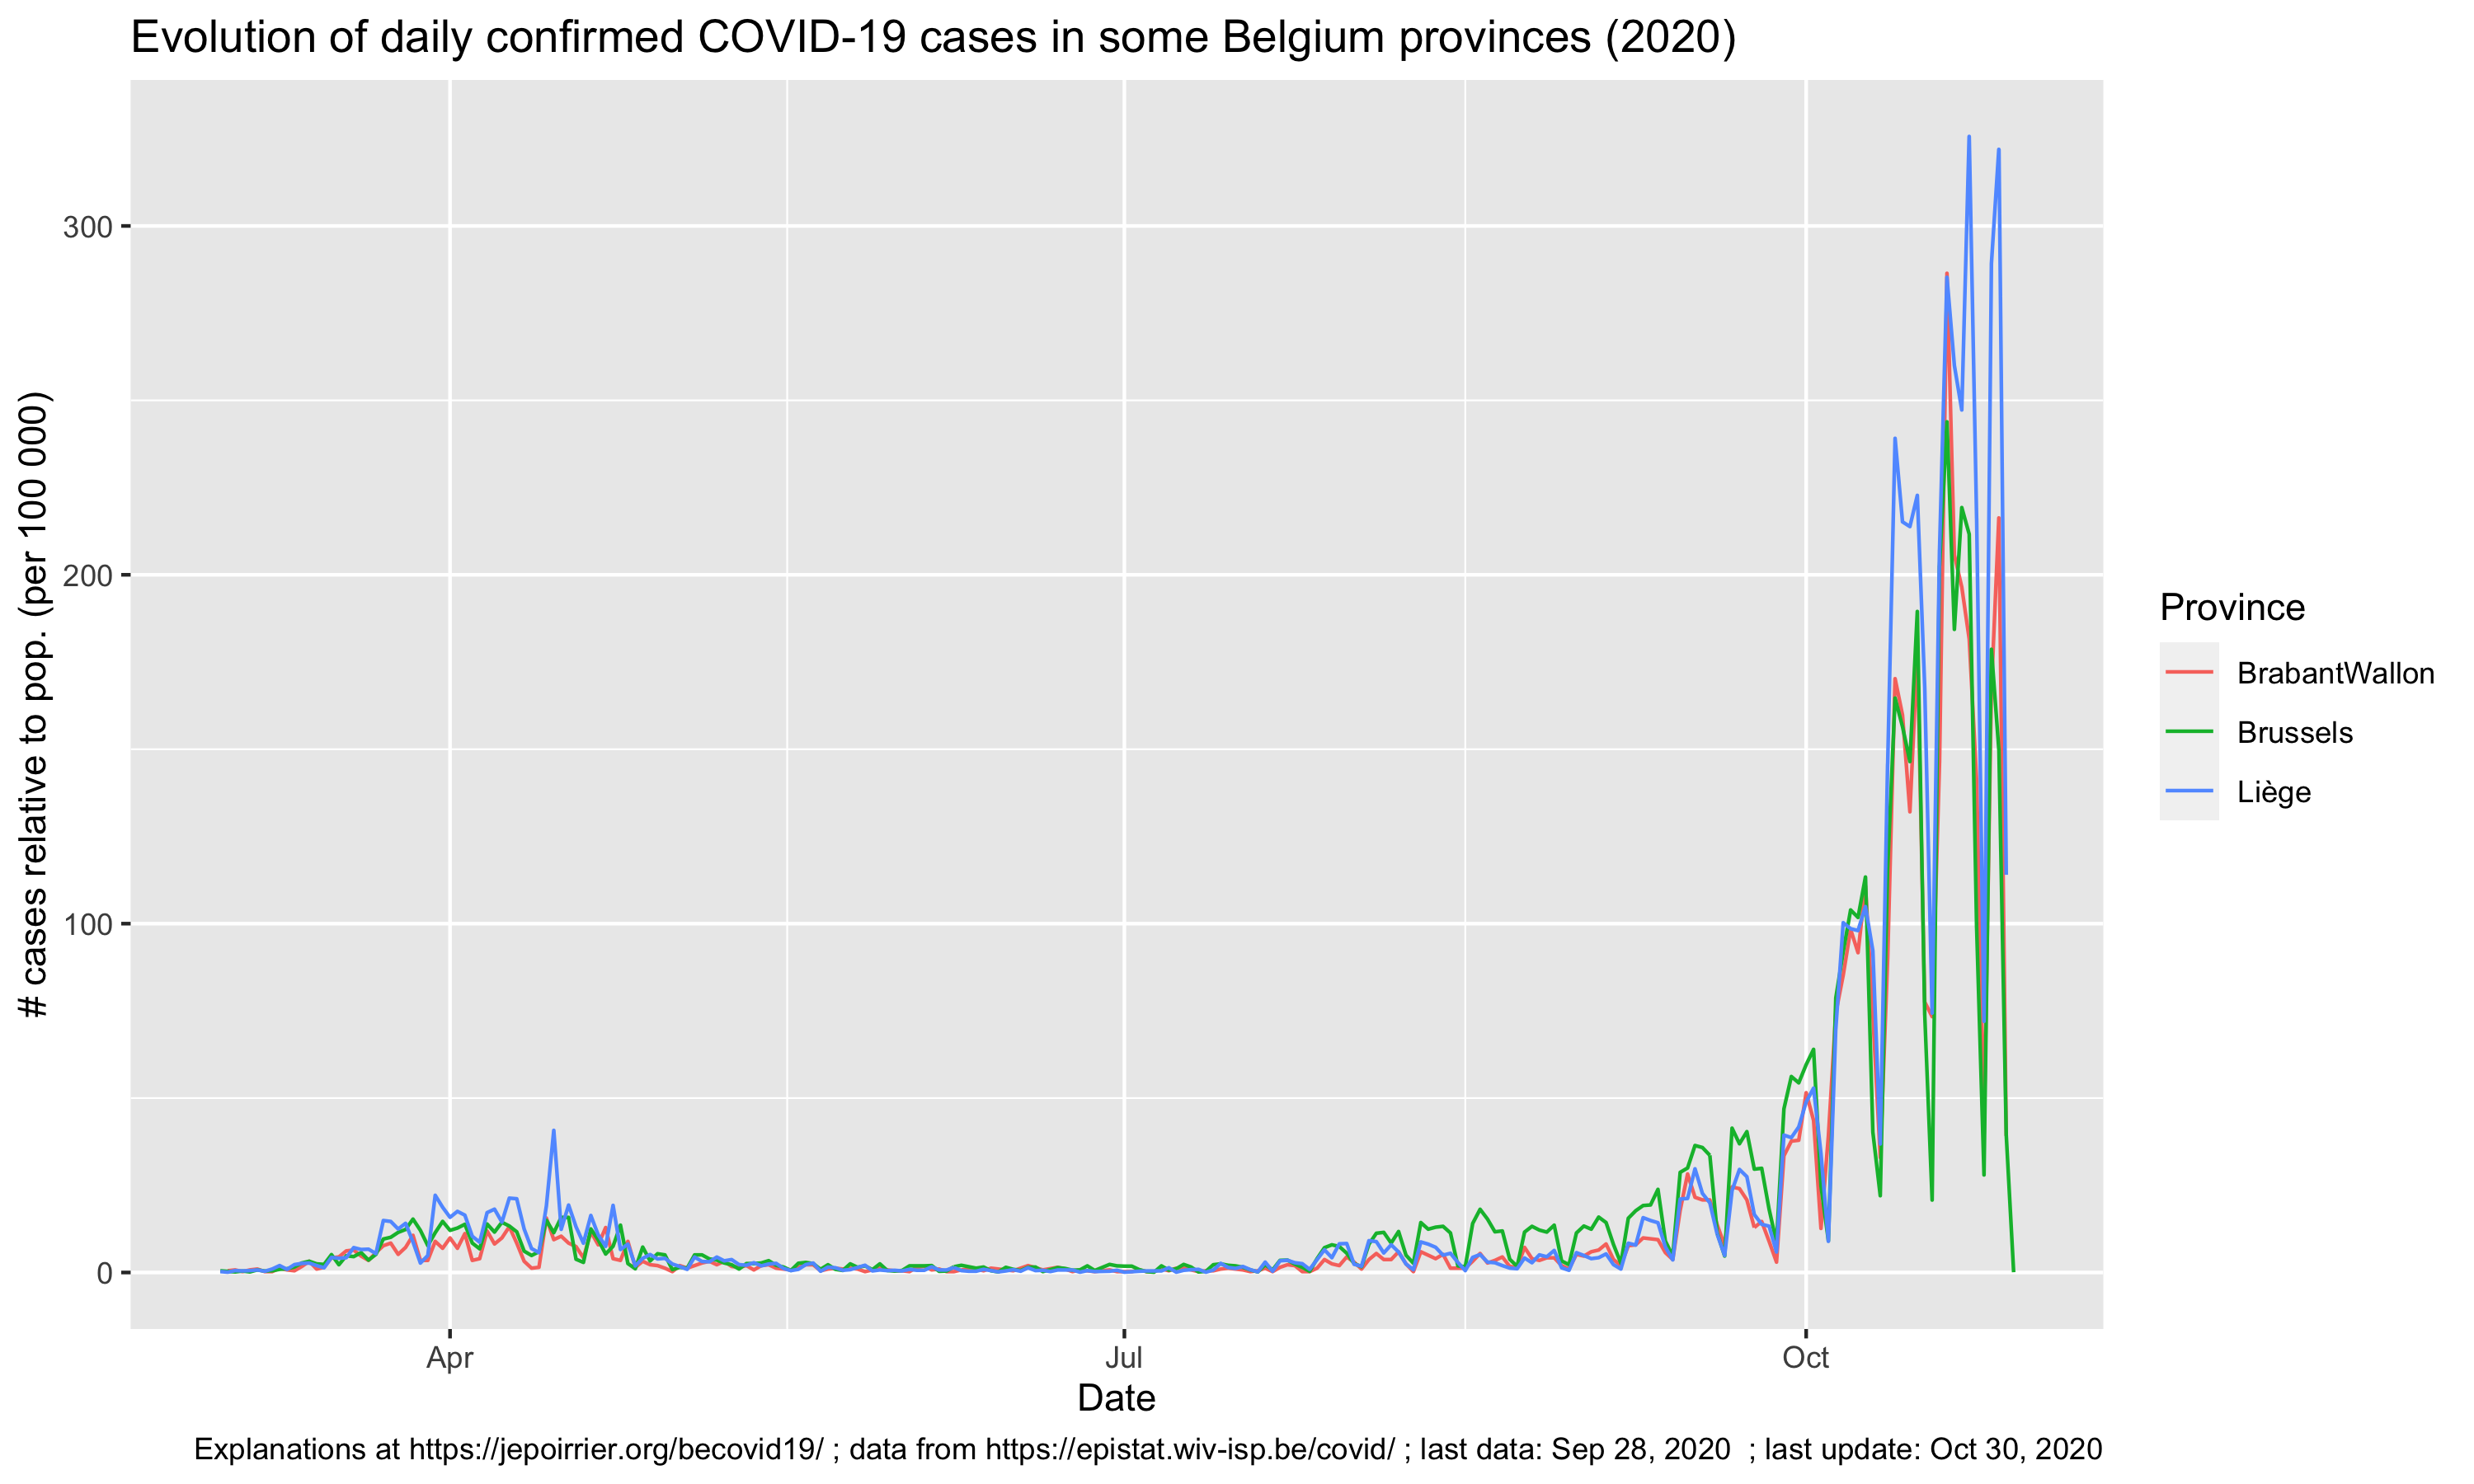 Evolution of daily confirmed COVID-19 cases in some Belgium provinces (2020)
# cases relative to pop. (per 100 000)
300
200
100
0
Apr
Jul
Oct
Date
Province
BrabantWallon
Brussels
Liège
Explanations at https://jepoirrier.org/becovid19/ ; data from https://epistat.wiv-isp.be/covid/ ; last data: Sep 28, 2020  ; last update: Oct 30, 2020